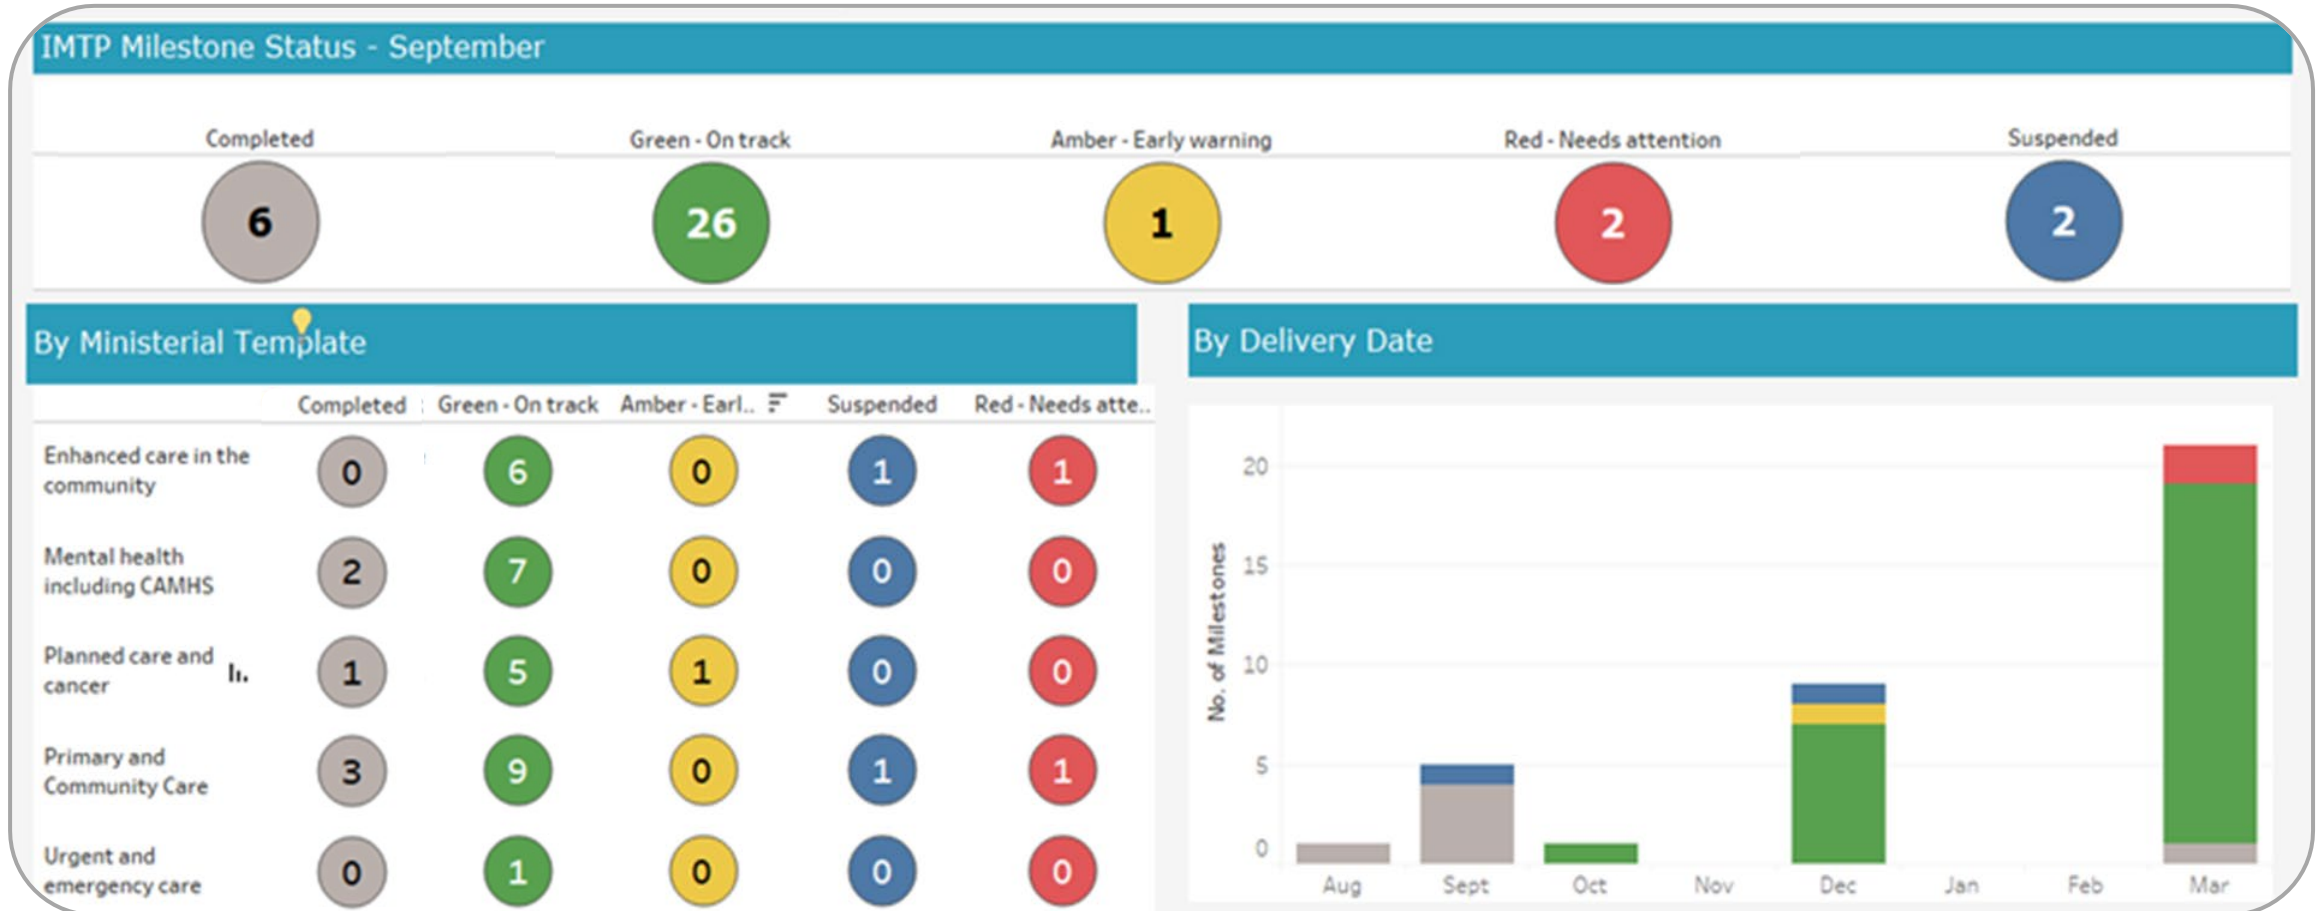 IMTP Milestone Status - September
Completed
Green - On track
Amber - Early warning
Red - Needs attention
Suspended
6
26
1
2
2
By Ministerial Template
Completed
Green - On track
Amber - Earl..
Suspended
Red - Needs atte..
Enhanced care in the
community
0
6
0
1
1
Mental health
including CAMHS
2
7
0
0
0
Planned care and
cancer
1
5
1
0
0
Primary and
Community Care
3
9
0
1
1
Urgent and
emergency care
0
1
0
0
0
By Delivery Date
No. of Milestones
20
15
10
5
0
Aug
Sept
Oct
Nov
Dec
Jan
Feb
Mar